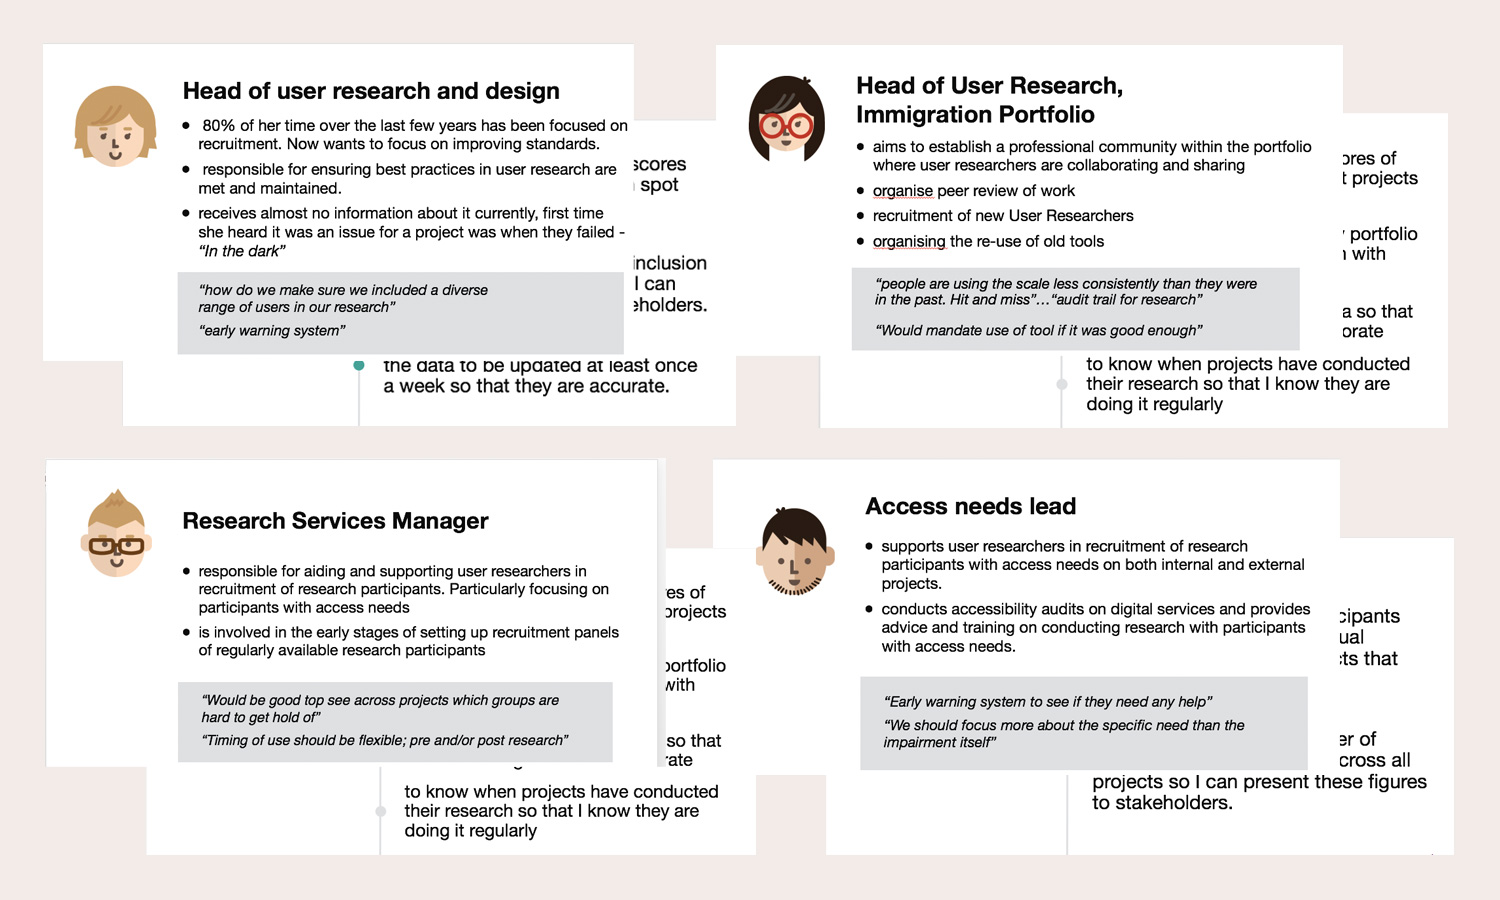 Head of user research and design
80% of her time over the last few years has been focused on
recruitment. Now wants to focus on improving standards.
responsible for ensuring best practices in user research are
met and maintained.
receives almost no information about it currently, first time
she heard it was an issue for a project was when they failed -
“In the dark”
“how do we make sure we included a diverse
range of users in our research”
“early warning system”
scores
spot
inclusion
I can
the data to be updated at least once
a week so that they are accurate.
Head of User Research,
Immigration Portfolio
aims to establish a professional community within the portfolio
where user researchers are collaborating and sharing
organise peer review of work
recruitment of new User Researchers
organising the re-use of old tools
“people are using the scale less consistently than they were
in the past. Hit and miss”…“audit trail for research”
“Would mandate use of tool if it was good enough”
of
projects
portfolio
with
so that
to know when projects have conducted
their research so that I know they are
doing it regularly
Research Services Manager
responsible for aiding and supporting user researchers in
recruitment of research participants. Particularly focusing on
participants with access needs
is involved in the early stages of setting up recruitment panels
of regularly available research participants
“Would be good top see across projects which groups are
hard to get hold of”
“Timing of use should be flexible; pre and/or post research”
of
projects
portfolio
with
so that
to know when projects have conducted
their research so that I know they are
doing it regularly
Access needs lead
supports user researchers in recruitment of research
participants with access needs on both internal and external
projects.
conducts accessibility audits on digital services and provides
advice and training on conducting research with participants
with access needs.
“Early warning system to see if they need any help”
“We should focus more about the specific need than the
impairment itself”
that
of
all
projects so I can present these figures
to stakeholders.